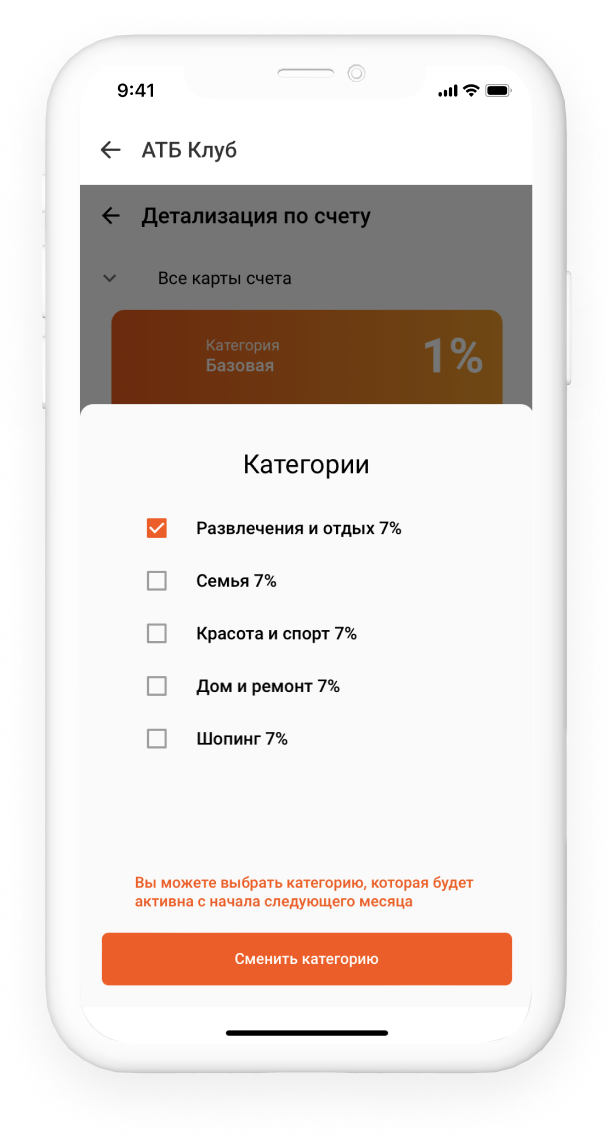 9:41
АТБ Клуб
Детализация по счету
Все карты счета
Категория
Базовая
1%
Категории
Развлечения и отдых 7%
Семья 7%
Красота и спорт 7%
Дом и ремонт 7%
Шопинг 7%
Вы можете выбрать категорию, которая будет
активна с начала следующего месяца
Сменить категорию